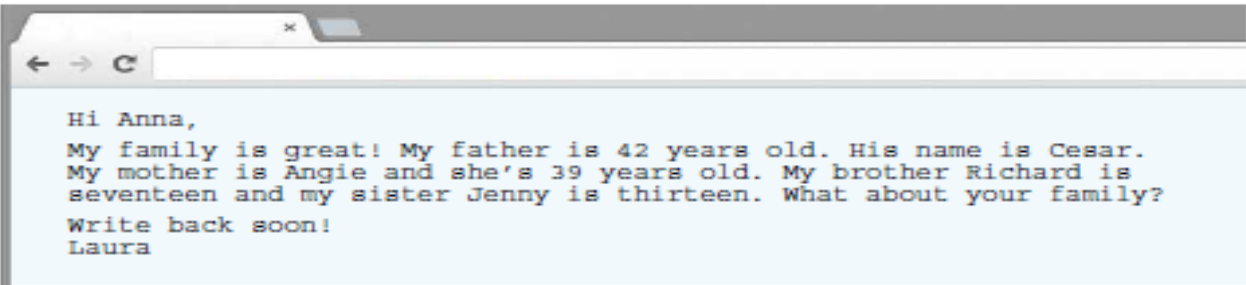 Hi Anna,
My family is great! My father is 42 years old. His name is Cesar.
My mother is Angie and she's 39 years old. My brother Richard is
seventeen and my sister Jenny is thirteen. What about your family?
Write back soon!
Laura